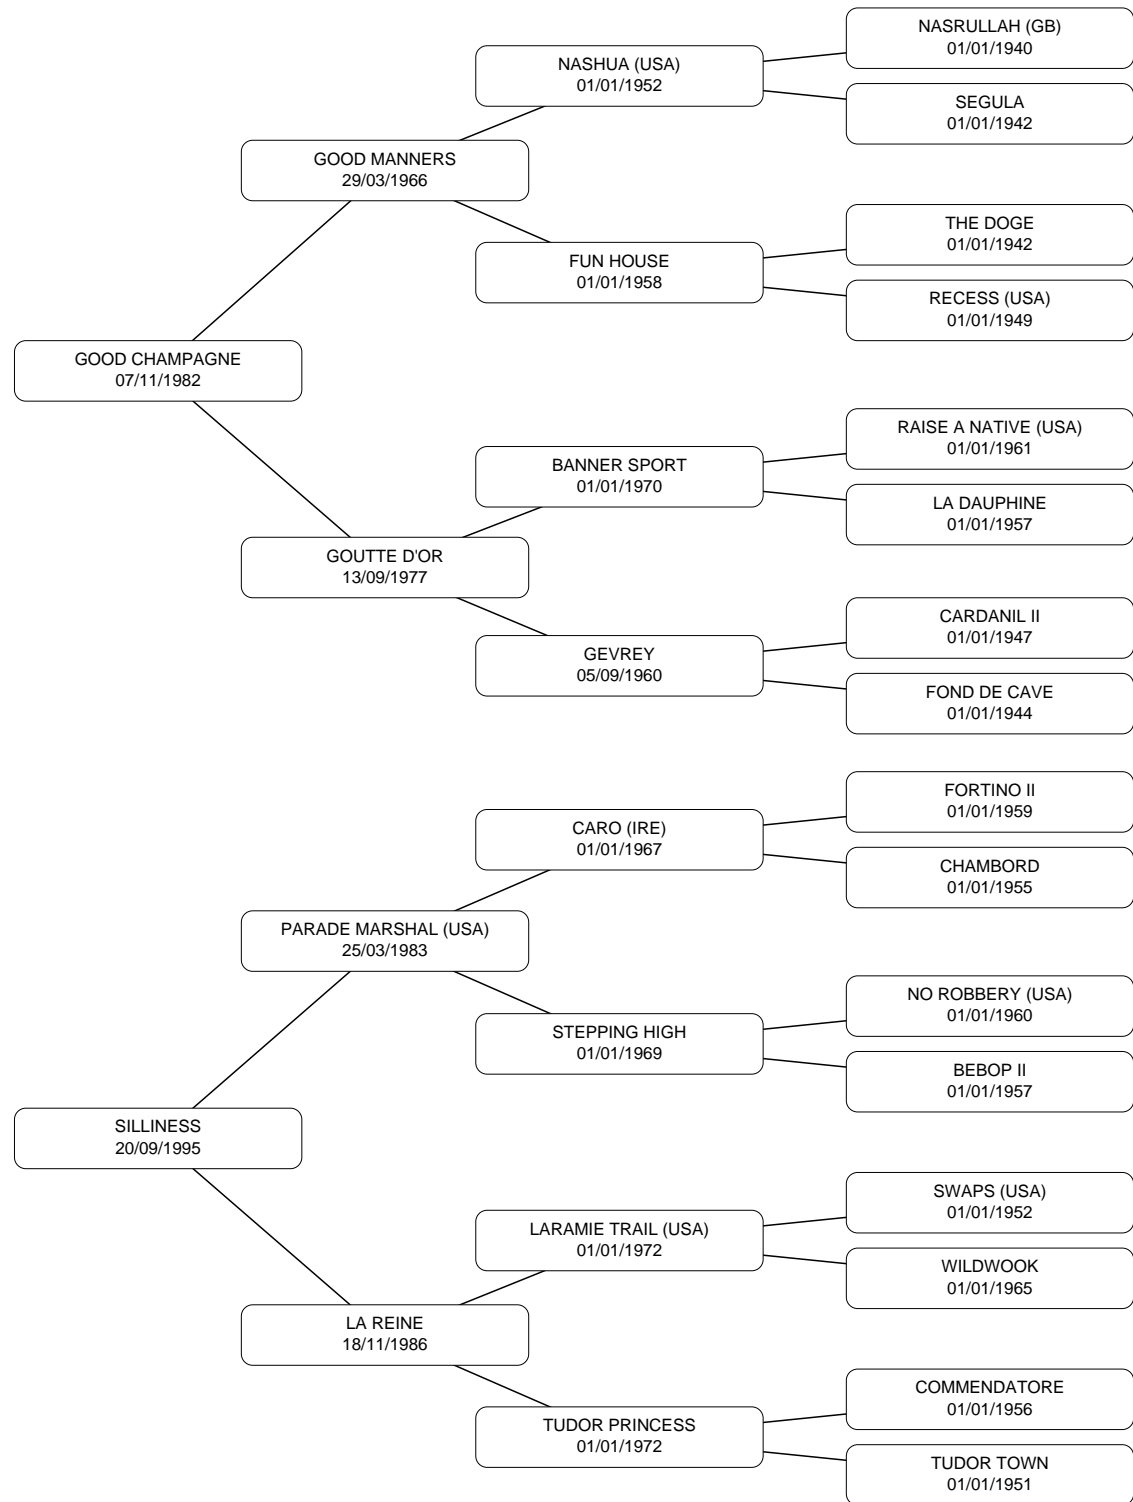 NASRULLAH (GB)
01/01/1940
NASHUA (USA)
01/01/1952
SEGULA
01/01/1942
GOOD MANNERS
29/03/1966
THE DOGE
01/01/1942
FUN HOUSE
01/01/1958
RECESS (USA)
01/01/1949
GOOD CHAMPAGNE
07/11/1982
RAISE A NATIVE (USA)
01/01/1961
BANNER SPORT
01/01/1970
LA DAUPHINE
01/01/1957
GOUTTE D'OR
13/09/1977
CARDANIL II
01/01/1947
GEVREY
05/09/1960
FOND DE CAVE
01/01/1944
FORTINO II
01/01/1959
CARO (IRE)
01/01/1967
CHAMBORD
01/01/1955
PARADE MARSHAL (USA)
25/03/1983
NO ROBBERY (USA)
01/01/1960
STEPPING HIGH
01/01/1969
BEBOP II
01/01/1957
SILLINESS
20/09/1995
SWAPS (USA)
01/01/1952
LARAMIE TRAIL (USA)
01/01/1972
WILDWOOK
01/01/1965
LA REINE
18/11/1986
COMMENDATORE
01/01/1956
TUDOR PRINCESS
01/01/1972
TUDOR TOWN
01/01/1951